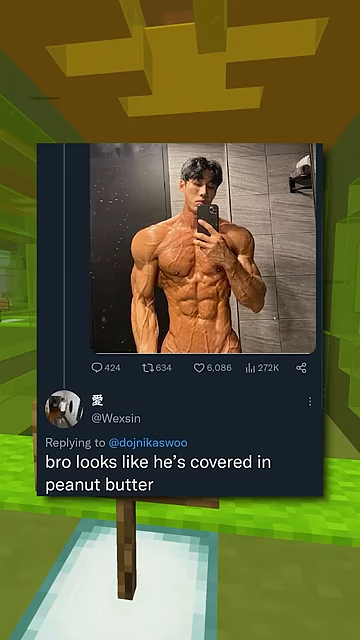 424 634 6,086 272K
愛
@Wexsin
Replying to @dojnikaswoo
bro looks like he's covered in
peanut butter